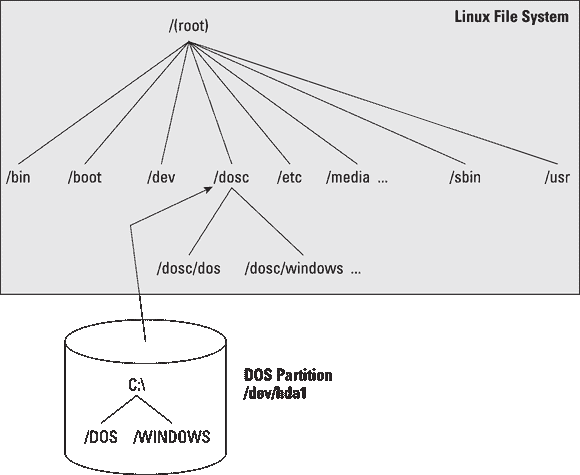 Linux File System
/(root)
/bin /boot /dev /dosc /etc /media ... /sbin /usr
/dosc/dos /dosc/windows ...
DOS Partition
/dev/hda1
C:\
/DOS /WINDOWS